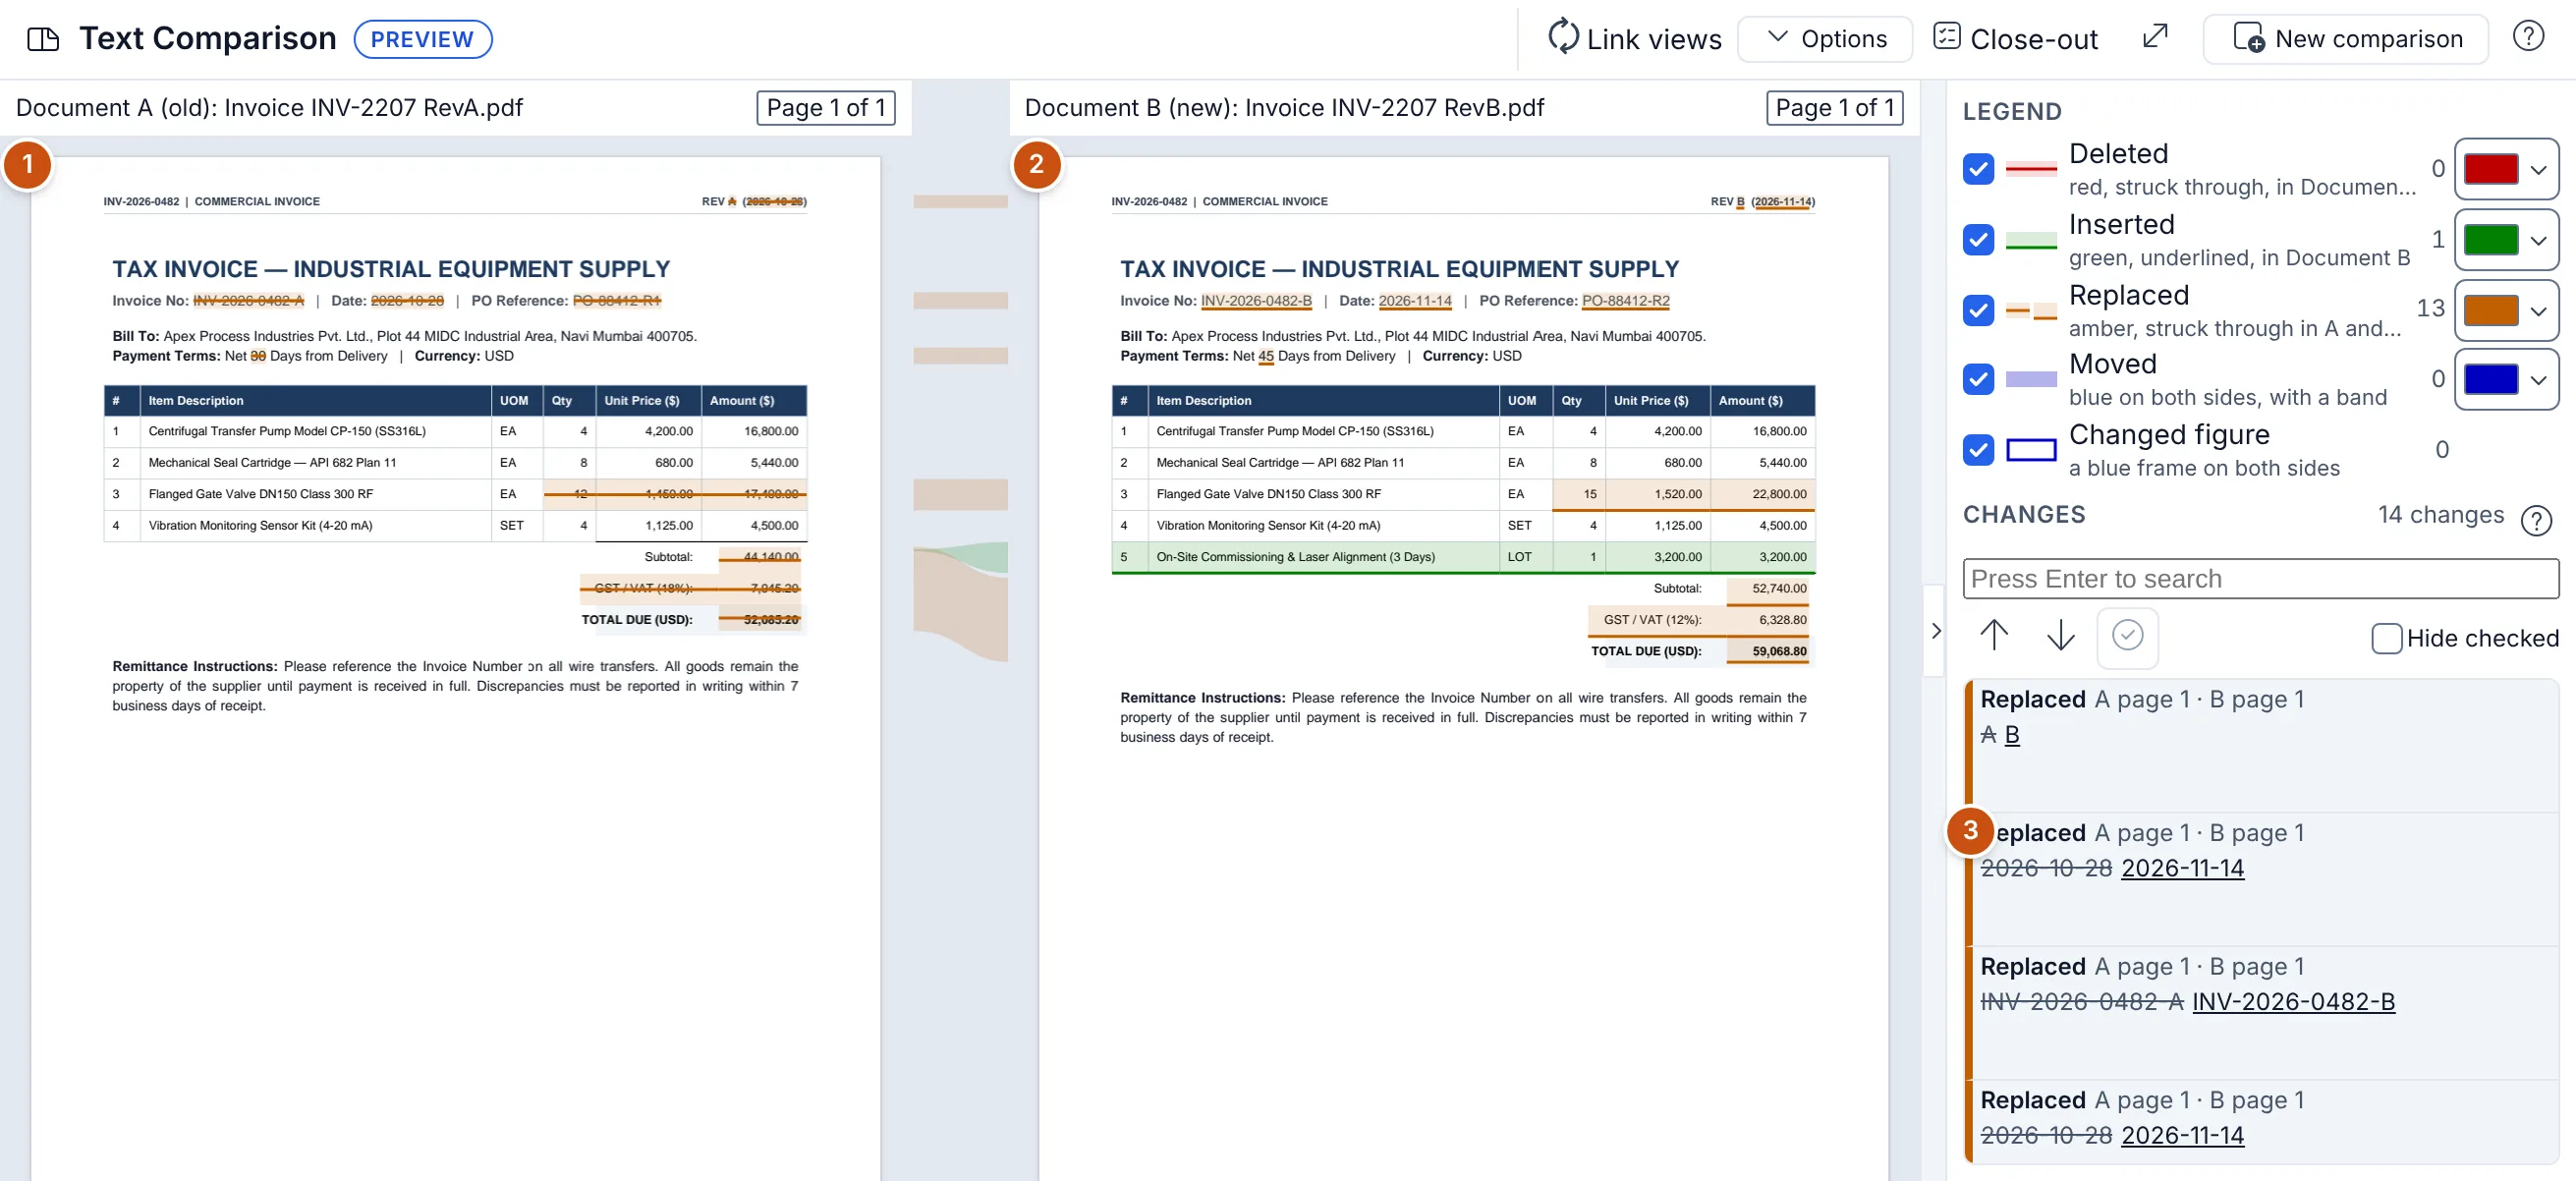 Text Comparison PREVIEW
Link views Options Close-out New comparison
Document A (old): Invoice INV-2207 RevA.pdf Page 1 of 1
1
INV-2026-0482 | COMMERCIAL INVOICE REV A (2026-10-28)
TAX INVOICE — INDUSTRIAL EQUIPMENT SUPPLY
Invoice No: INV-2026-0482-A | Date: 2026-10-28 | PO Reference: PO-88412-R1
Bill To: Apex Process Industries Pvt. Ltd., Plot 44 MIDC Industrial Area, Navi Mumbai 400705.
Payment Terms: Net 30 Days from Delivery | Currency: USD
# Item Description UOM Qty Unit Price ($) Amount ($)
1 Centrifugal Transfer Pump Model CP-150 (SS316L) EA 4 4,200.00 16,800.00
2 Mechanical Seal Cartridge — API 682 Plan 11 EA 8 680.00 5,440.00
3 Flanged Gate Valve DN150 Class 300 RF EA 12 1,450.00 17,400.00
4 Vibration Monitoring Sensor Kit (4-20 mA) SET 4 1,125.00 4,500.00
Subtotal: 44,140.00
GST / VAT (18%): 7,945.20
TOTAL DUE (USD): 52,085.20
Remittance Instructions: Please reference the Invoice Number on all wire transfers. All goods remain the
property of the supplier until payment is received in full. Discrepancies must be reported in writing within 7
business days of receipt.
Document B (new): Invoice INV-2207 RevB.pdf Page 1 of 1
2
INV-2026-0482 | COMMERCIAL INVOICE REV B (2026-11-14)
TAX INVOICE — INDUSTRIAL EQUIPMENT SUPPLY
Invoice No: INV-2026-0482-B | Date: 2026-11-14 | PO Reference: PO-88412-R2
Bill To: Apex Process Industries Pvt. Ltd., Plot 44 MIDC Industrial Area, Navi Mumbai 400705.
Payment Terms: Net 45 Days from Delivery | Currency: USD
# Item Description UOM Qty Unit Price ($) Amount ($)
1 Centrifugal Transfer Pump Model CP-150 (SS316L) EA 4 4,200.00 16,800.00
2 Mechanical Seal Cartridge — API 682 Plan 11 EA 8 680.00 5,440.00
3 Flanged Gate Valve DN150 Class 300 RF EA 15 1,520.00 22,800.00
4 Vibration Monitoring Sensor Kit (4-20 mA) SET 4 1,125.00 4,500.00
5 On-Site Commissioning & Laser Alignment (3 Days) LOT 1 3,200.00 3,200.00
Subtotal: 52,740.00
GST / VAT (12%): 6,328.80
TOTAL DUE (USD): 59,068.80
Remittance Instructions: Please reference the Invoice Number on all wire transfers. All goods remain the
property of the supplier until payment is received in full. Discrepancies must be reported in writing within 7
business days of receipt.
LEGEND
Deleted 0
red, struck through, in Documen...
Inserted 1
green, underlined, in Document B
Replaced 13
amber, struck through in A and...
Moved 0
blue on both sides, with a band
Changed figure 0
a blue frame on both sides
CHANGES 14 changes
Press Enter to search
Hide checked
Replaced A page 1 · B page 1
A B
3
eplaced A page 1 · B page 1
2026-10-28 2026-11-14
Replaced A page 1 · B page 1
INV-2026-0482-A INV-2026-0482-B
Replaced A page 1 · B page 1
2026-10-28 2026-11-14